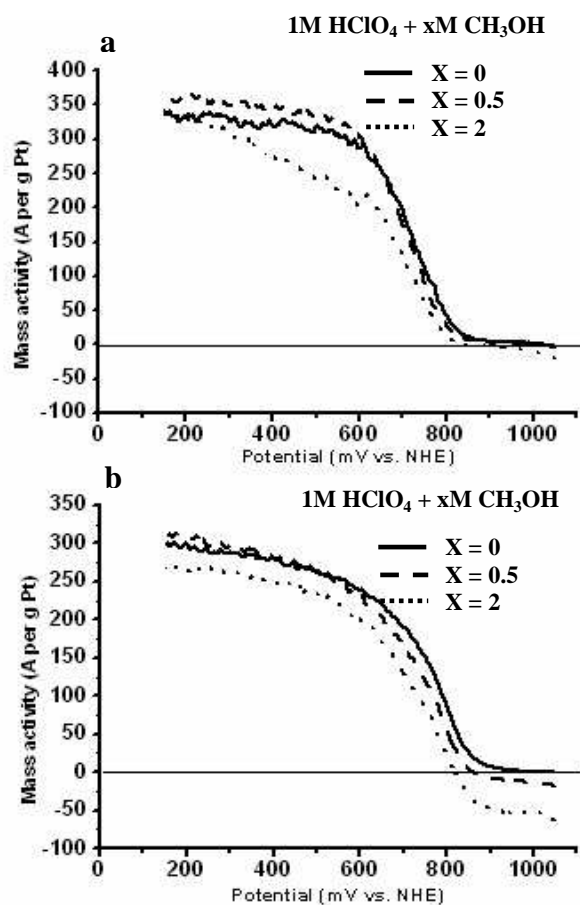 a
1M HClO₄ + xM CH₃OH
X = 0
X = 0.5
X = 2
Mass activity (A per g Pt)
400
350
300
250
200
150
100
50
0
-50
-100
0 200 400 600 800 1000
Potential (mV vs. NHE)
b
1M HClO₄ + xM CH₃OH
X = 0
X = 0.5
X = 2
Mass activity (A per g Pt)
350
300
250
200
150
100
50
0
-50
-100
0 200 400 600 800 1000
Potential (mV vs. NHE)